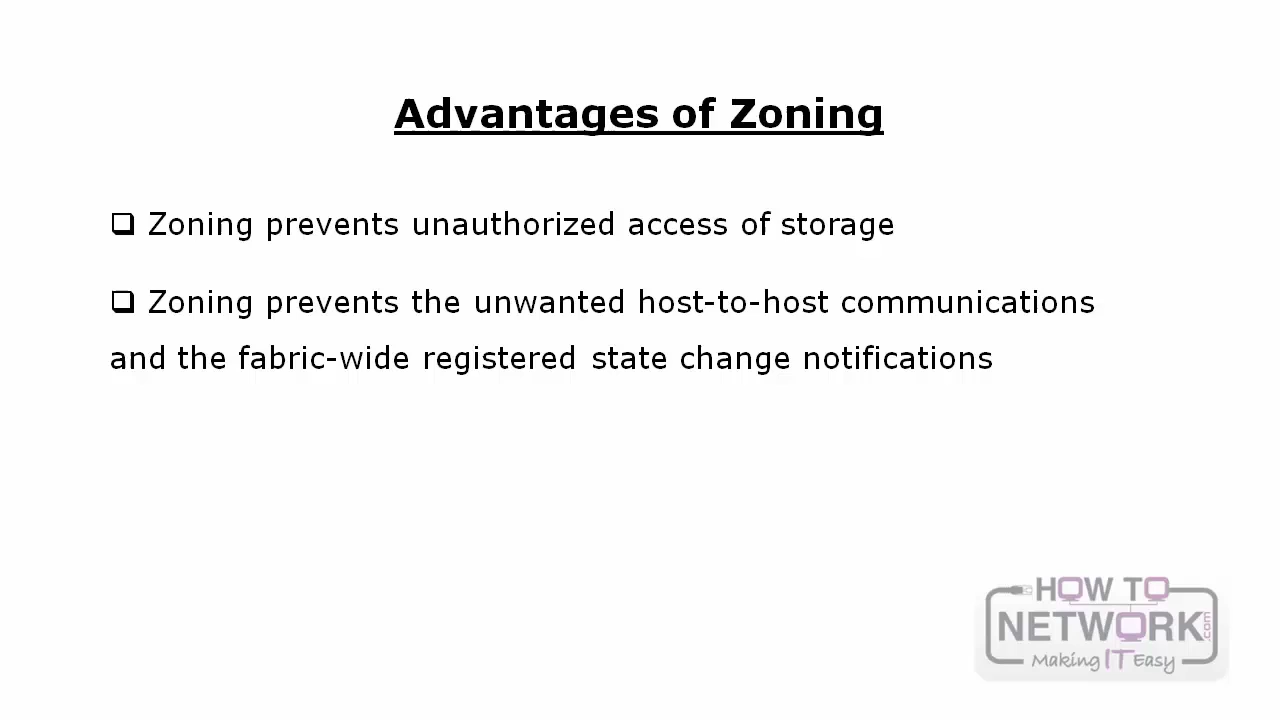 Advantages of Zoning
❑ Zoning prevents unauthorized access of storage
❑ Zoning prevents the unwanted host-to-host communications
and the fabric-wide registered state change notifications
HOW TO
NETWORK.com
Making IT Easy